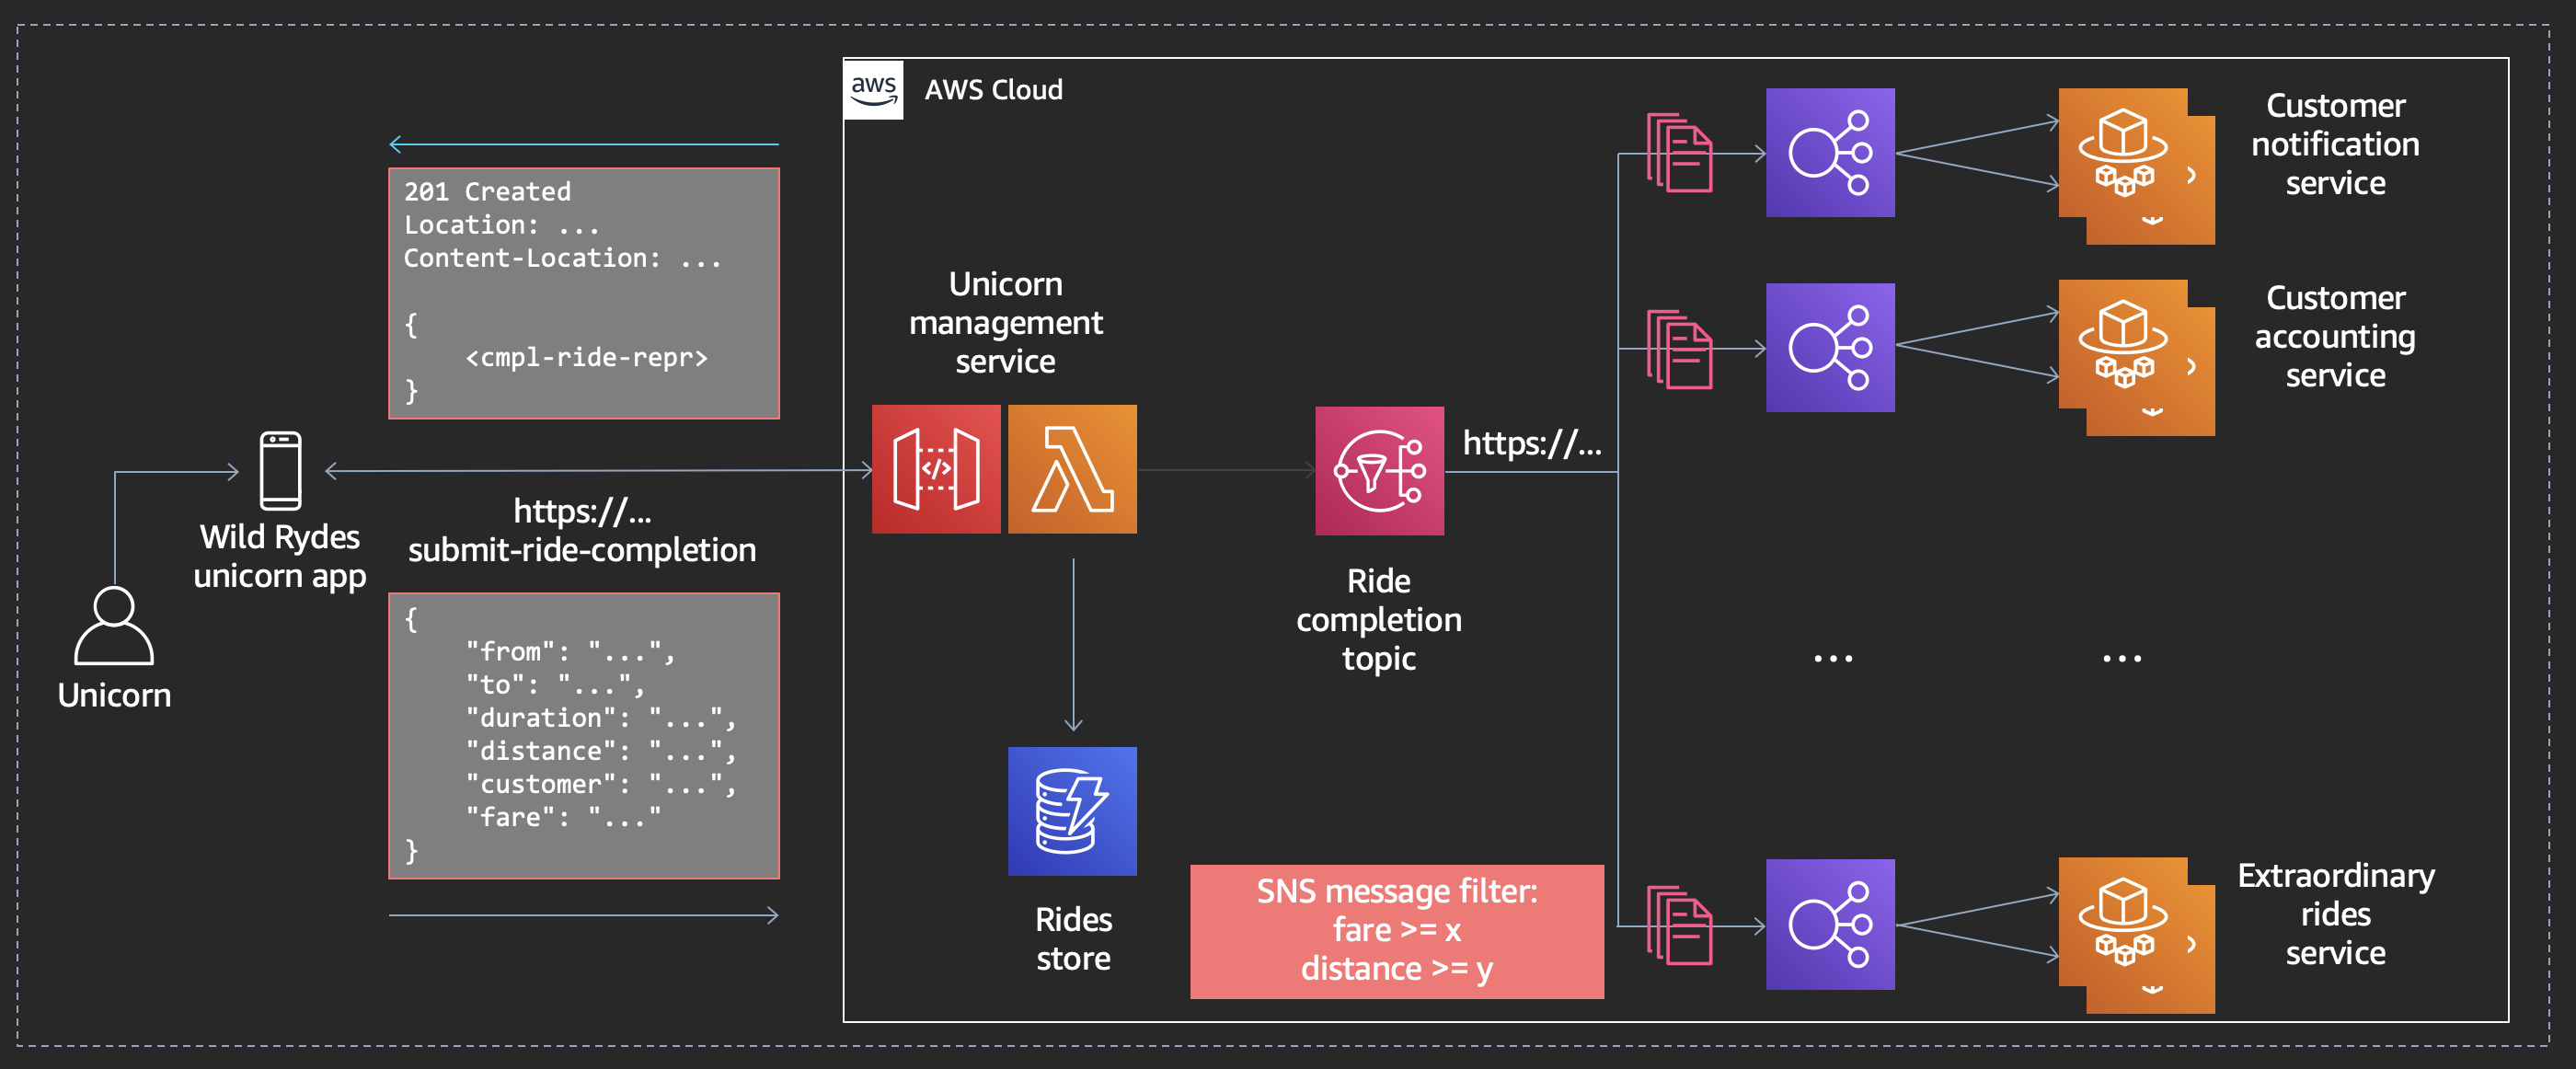 aws
AWS Cloud
201 Created
Location: ...
Content-Location: ...
{
<cmpl-ride-repr>
}
Wild Rydes
unicorn app
Unicorn
https://...
submit-ride-completion
{
"from": "...",
"to": "...",
"duration": "...",
"distance": "...",
"customer": "...",
"fare": "..."
}
Unicorn
management
service
</>
Rides
store
Ride
completion
topic
https://...
SNS message filter:
fare >= x
distance >= y
Customer
notification
service
Customer
accounting
service
...
...
Extraordinary
rides
service